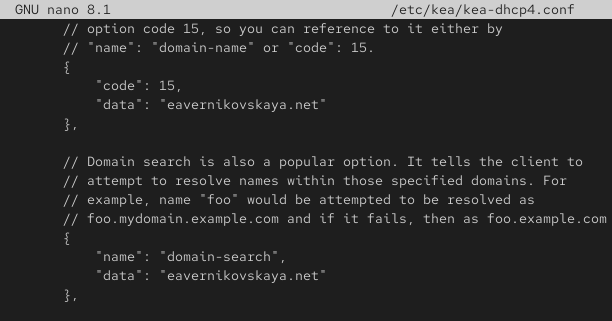 GNU nano 8.1 /etc/kea/kea-dhcp4.conf
// option code 15, so you can reference to it either by
// "name": "domain-name" or "code": 15.
{
"code": 15,
"data": "eavernikovskaya.net"
},
// Domain search is also a popular option. It tells the client to
// attempt to resolve names within those specified domains. For
// example, name "foo" would be attempted to be resolved as
// foo.mydomain.example.com and if it fails, then as foo.example.com
{
"name": "domain-search",
"data": "eavernikovskaya.net"
},